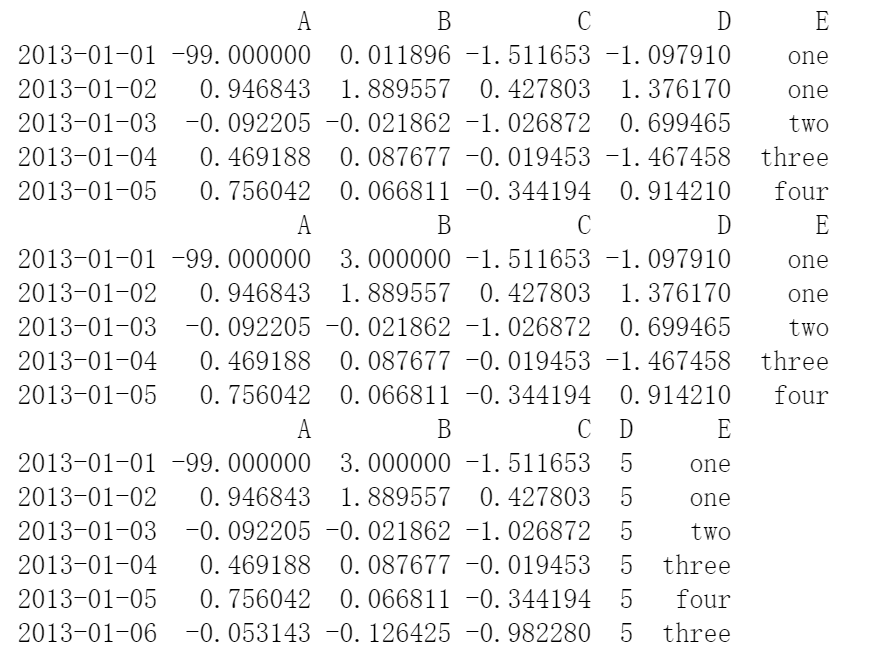 A         B         C         D      E
2013-01-01 -99.000000  0.011896 -1.511653 -1.097910    one
2013-01-02   0.946843  1.889557  0.427803  1.376170    one
2013-01-03  -0.092205 -0.021862 -1.026872  0.699465    two
2013-01-04   0.469188  0.087677 -0.019453 -1.467458  three
2013-01-05   0.756042  0.066811 -0.344194  0.914210   four
                     A         B         C         D      E
2013-01-01 -99.000000  3.000000 -1.511653 -1.097910    one
2013-01-02   0.946843  1.889557  0.427803  1.376170    one
2013-01-03  -0.092205 -0.021862 -1.026872  0.699465    two
2013-01-04   0.469188  0.087677 -0.019453 -1.467458  three
2013-01-05   0.756042  0.066811 -0.344194  0.914210   four
                     A         B         C  D      E
2013-01-01 -99.000000  3.000000 -1.511653  5    one
2013-01-02   0.946843  1.889557  0.427803  5    one
2013-01-03  -0.092205 -0.021862 -1.026872  5    two
2013-01-04   0.469188  0.087677 -0.019453  5  three
2013-01-05   0.756042  0.066811 -0.344194  5   four
2013-01-06  -0.053143 -0.126425 -0.982280  5  three